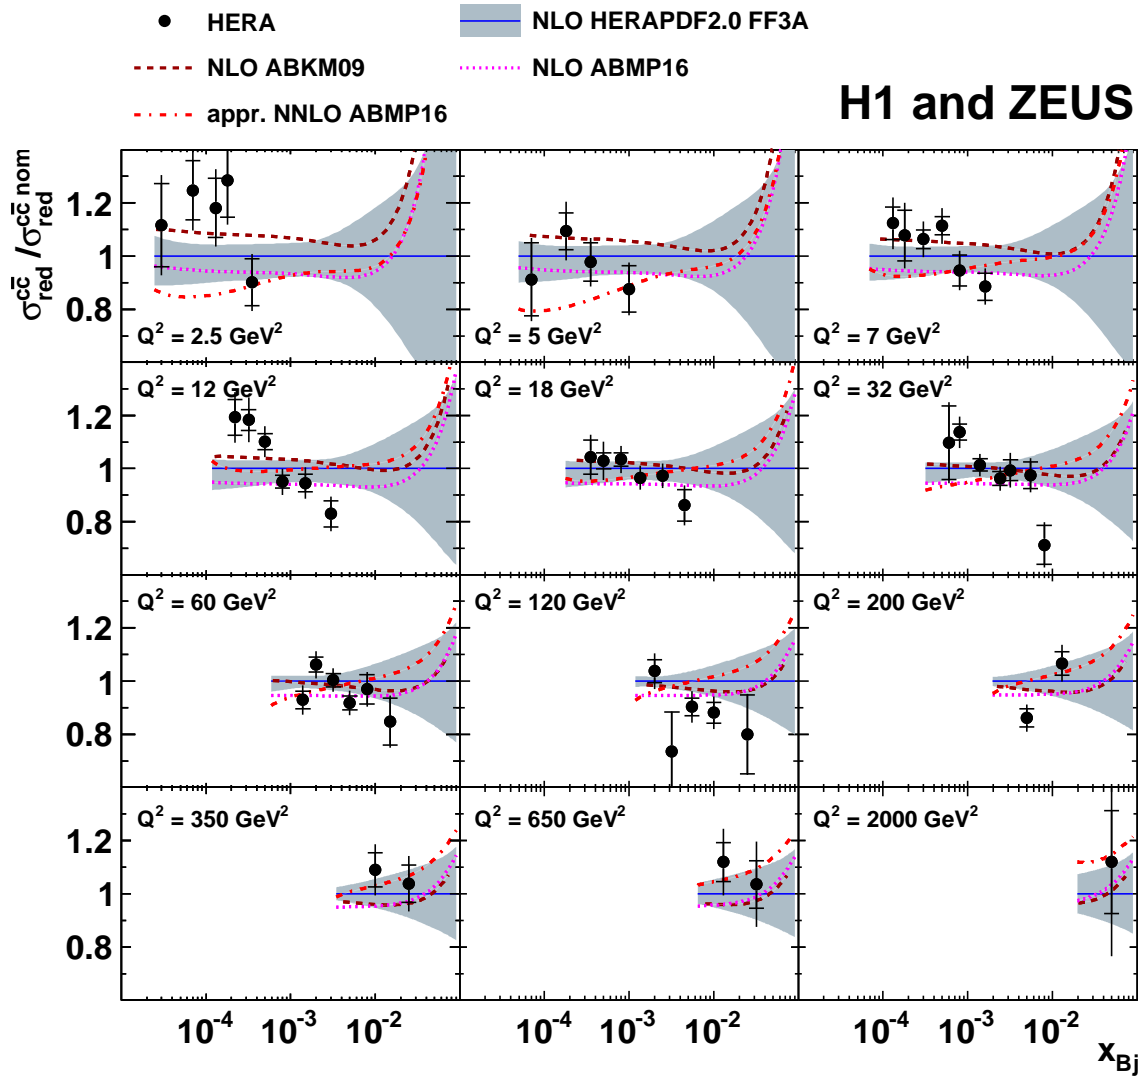 HERA
NLO HERAPDF2.0 FF3A
NLO ABKM09
NLO ABMP16
appr. NNLO ABMP16
H1 and ZEUS
σ_red^cc̄ / σ_red^cc̄ nom
1.2
1
0.8
Q² = 2.5 GeV²
Q² = 5 GeV²
Q² = 7 GeV²
Q² = 12 GeV²
Q² = 18 GeV²
Q² = 32 GeV²
1.2
1
0.8
Q² = 60 GeV²
Q² = 120 GeV²
Q² = 200 GeV²
1.2
1
0.8
Q² = 350 GeV²
Q² = 650 GeV²
Q² = 2000 GeV²
1.2
1
0.8
10⁻⁴ 10⁻³ 10⁻² 10⁻⁴ 10⁻³ 10⁻² 10⁻⁴ 10⁻³ 10⁻²
x_Bj